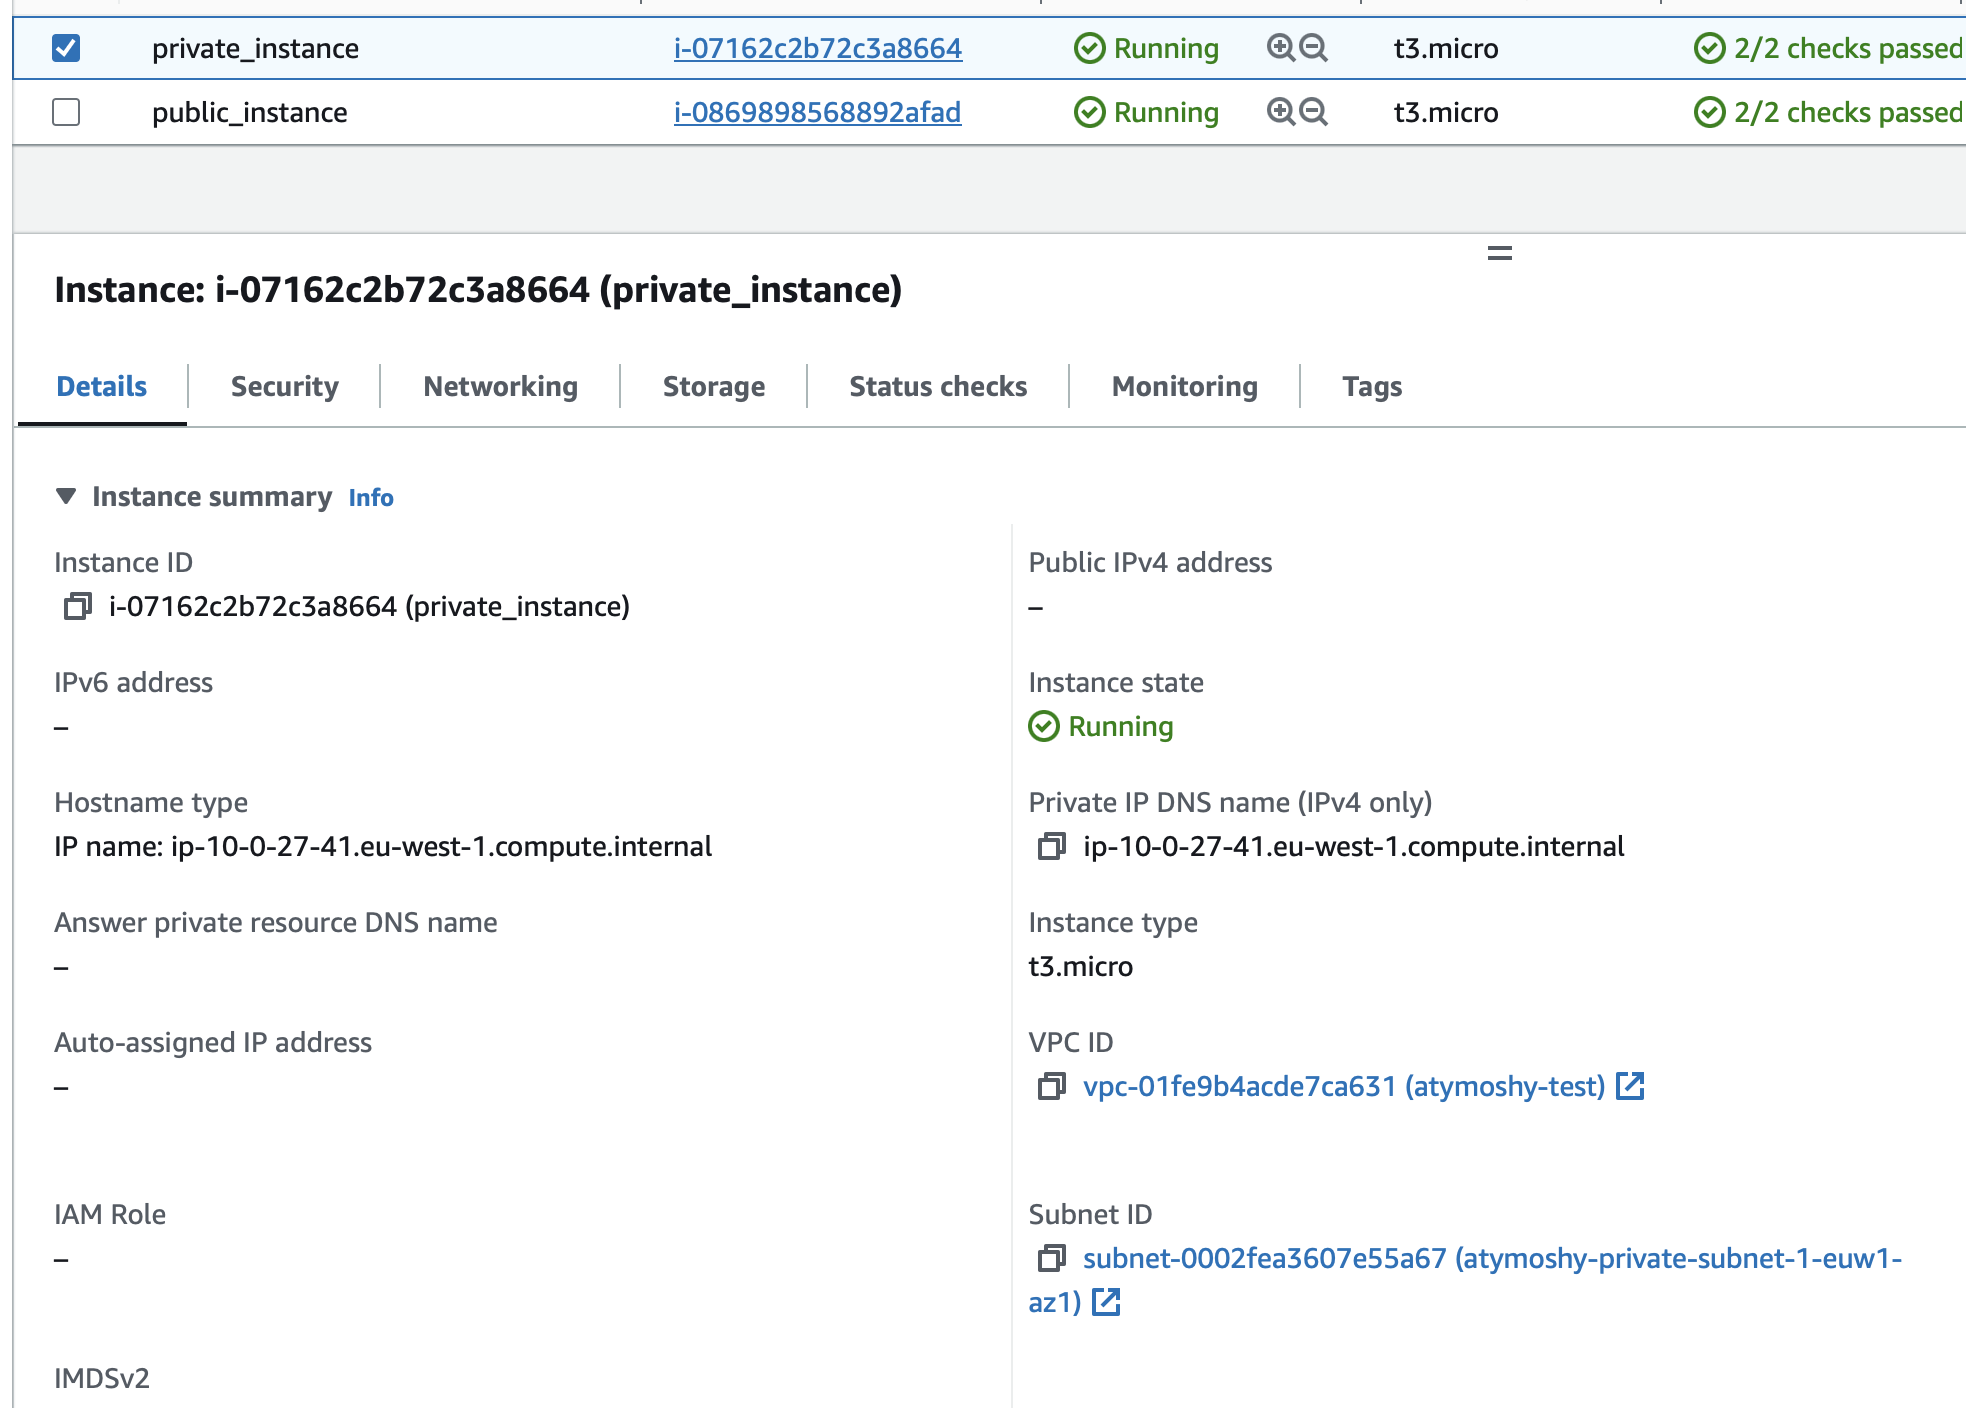 private_instance i-07162c2b72c3a8664 Running t3.micro 2/2 checks passed
public_instance i-0869898568892afad Running t3.micro 2/2 checks passed
Instance: i-07162c2b72c3a8664 (private_instance)
Details Security Networking Storage Status checks Monitoring Tags
Instance summary Info
Instance ID
i-07162c2b72c3a8664 (private_instance)
Public IPv4 address
–
IPv6 address
–
Instance state
Running
Hostname type
IP name: ip-10-0-27-41.eu-west-1.compute.internal
Private IP DNS name (IPv4 only)
ip-10-0-27-41.eu-west-1.compute.internal
Answer private resource DNS name
–
Instance type
t3.micro
Auto-assigned IP address
–
VPC ID
vpc-01fe9b4acde7ca631 (atymoshy-test)
IAM Role
–
Subnet ID
subnet-0002fea3607e55a67 (atymoshy-private-subnet-1-euw1-
az1)
IMDSv2